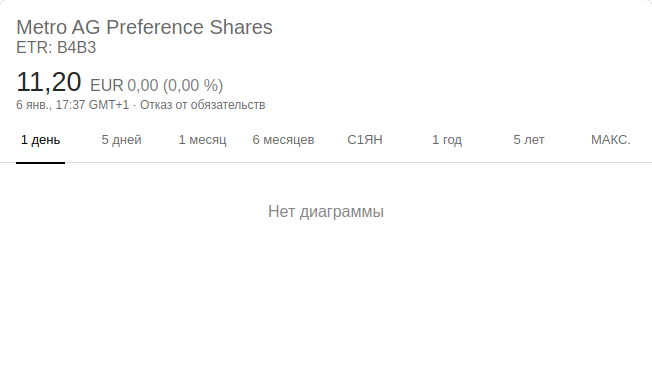 Metro AG Preference Shares
ETR: B4B3
11,20 EUR 0,00 (0,00 %)
6 янв., 17:37 GMT+1 · Отказ от обязательств
1 день 5 дней 1 месяц 6 месяцев С1ЯН 1 год 5 лет МАКС.
Нет диаграммы